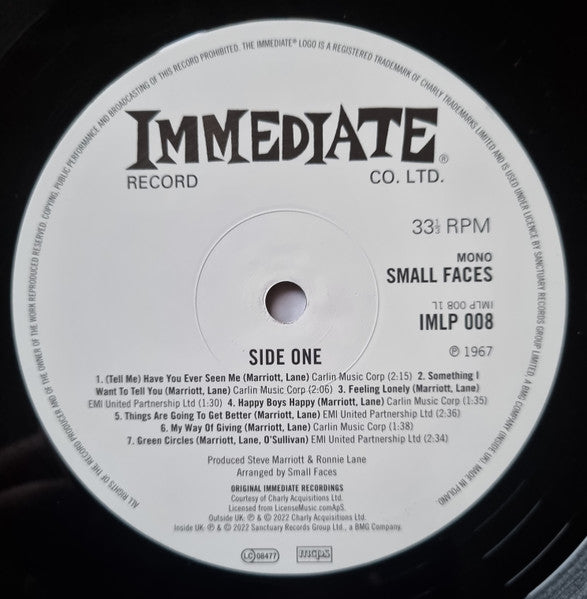 ALL RIGHTS OF THE RECORD PRODUCER AND OF THE OWNER OF THE WORK REPRODUCED RESERVED. COPYING, PUBLIC PERFORMANCE AND BROADCASTING OF THIS RECORD PROHIBITED. THE IMMEDIATE® LOGO IS A REGISTERED TRADEMARK OF CHARLY TRADEMARKS LIMITED AND IS USED UNDER LICENCE BY SANCTUARY RECORDS GROUP LIMITED A BMG COMPANY (INSIDE UK). MADE IN POLAND
IMMEDIATE®
RECORD CO. LTD.
33⅓ RPM
MONO
SMALL FACES
IMLP 008 1L
IMLP 008
SIDE ONE
℗ 1967
1. (Tell Me) Have You Ever Seen Me (Marriott, Lane) Carlin Music Corp (2:15) 2. Something I
Want To Tell You (Marriott, Lane) Carlin Music Corp (2:06) 3. Feeling Lonely (Marriott, Lane)
EMI United Partnership Ltd (1:30) 4. Happy Boys Happy (Marriott, Lane) Carlin Music Corp (1:35)
5. Things Are Going To Get Better (Marriott, Lane) EMI United Partnership Ltd (2:36)
6. My Way Of Giving (Marriott, Lane) Carlin Music Corp (1:38)
7. Green Circles (Marriott, Lane, O'Sullivan) EMI United Partnership Ltd (2:34)
Produced Steve Marriott & Ronnie Lane
Arranged by Small Faces
ORIGINAL IMMEDIATE RECORDINGS
Courtesy of Charly Acquisitions Ltd.
Licensed from LicenseMusic.comApS.
Outside UK: ℗ & © 2022 Charly Acquisitions Ltd.
Inside UK: ℗ & © 2022 Sanctuary Records Group Ltd., a BMG Company.
LC 08477
mcps